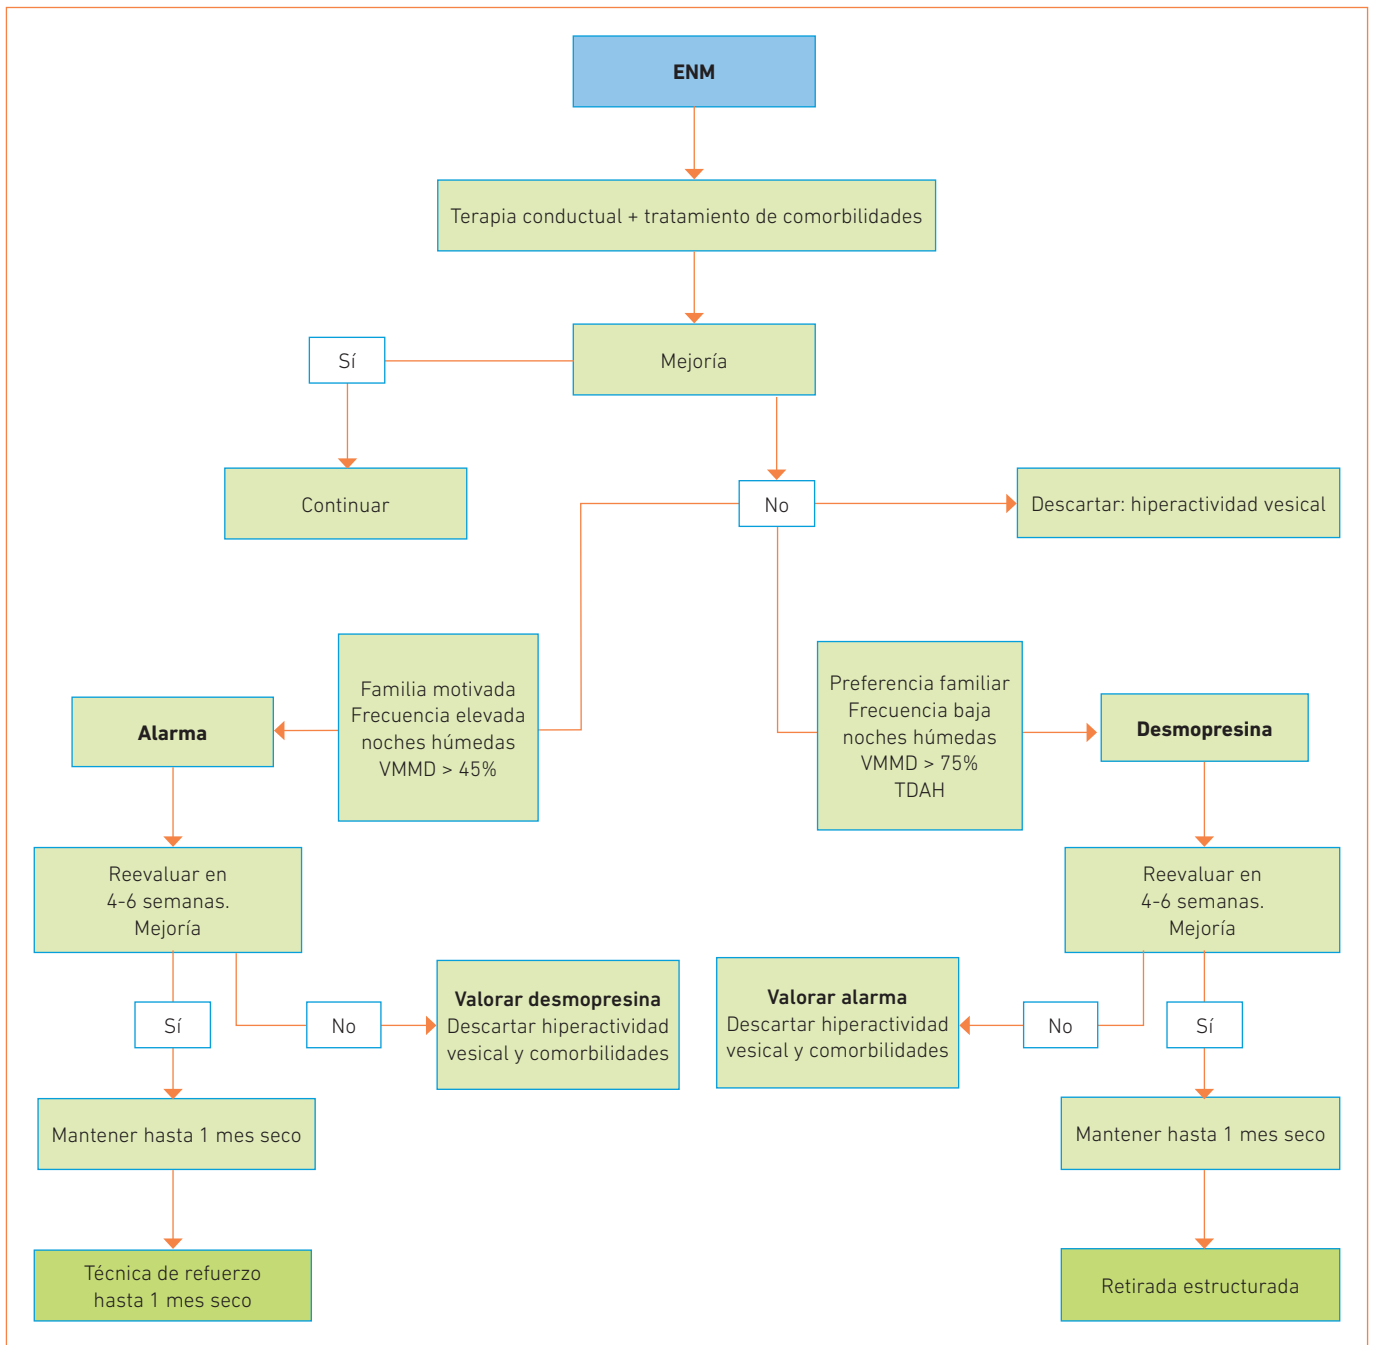 ENM
Terapia conductual + tratamiento de comorbilidades
Mejoría
Sí
Continuar
No
Descartar: hiperactividad vesical
Familia motivada
Frecuencia elevada
noches húmedas
VMMD > 45%
Alarma
Preferencia familiar
Frecuencia baja
noches húmedas
VMMD > 75%
TDAH
Desmopresina
Reevaluar en
4-6 semanas.
Mejoría
Sí
No
Valorar desmopresina
Descartar hiperactividad
vesical y comorbilidades
Mantener hasta 1 mes seco
Técnica de refuerzo
hasta 1 mes seco
Reevaluar en
4-6 semanas.
Mejoría
No
Sí
Valorar alarma
Descartar hiperactividad
vesical y comorbilidades
Mantener hasta 1 mes seco
Retirada estructurada